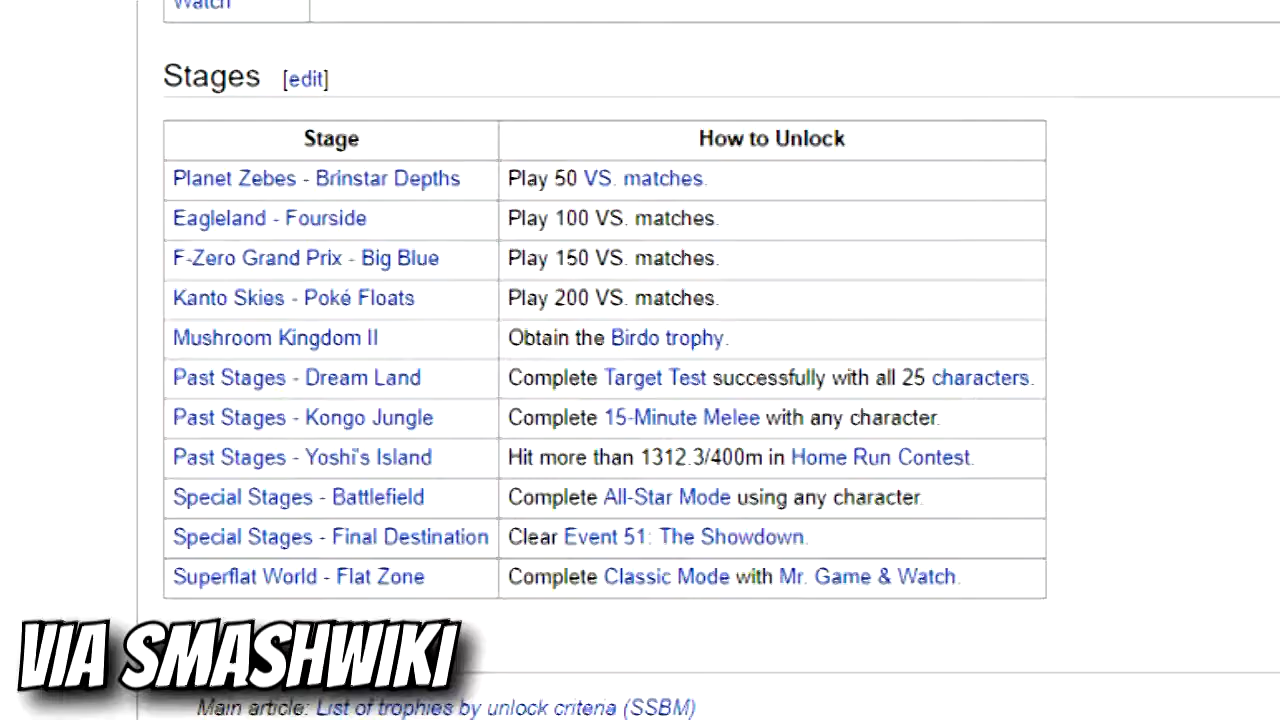 Watch
Stages [edit]
Stage How to Unlock
Planet Zebes - Brinstar Depths Play 50 VS. matches.
Eagleland - Fourside Play 100 VS. matches.
F-Zero Grand Prix - Big Blue Play 150 VS. matches.
Kanto Skies - Poké Floats Play 200 VS. matches.
Mushroom Kingdom II Obtain the Birdo trophy.
Past Stages - Dream Land Complete Target Test successfully with all 25 characters.
Past Stages - Kongo Jungle Complete 15-Minute Melee with any character.
Past Stages - Yoshi's Island Hit more than 1312.3/400m in Home Run Contest.
Special Stages - Battlefield Complete All-Star Mode using any character.
Special Stages - Final Destination Clear Event 51: The Showdown.
Superflat World - Flat Zone Complete Classic Mode with Mr. Game & Watch.
VIA SMASHWIKI
Main article: List of trophies by unlock criteria (SSBM)